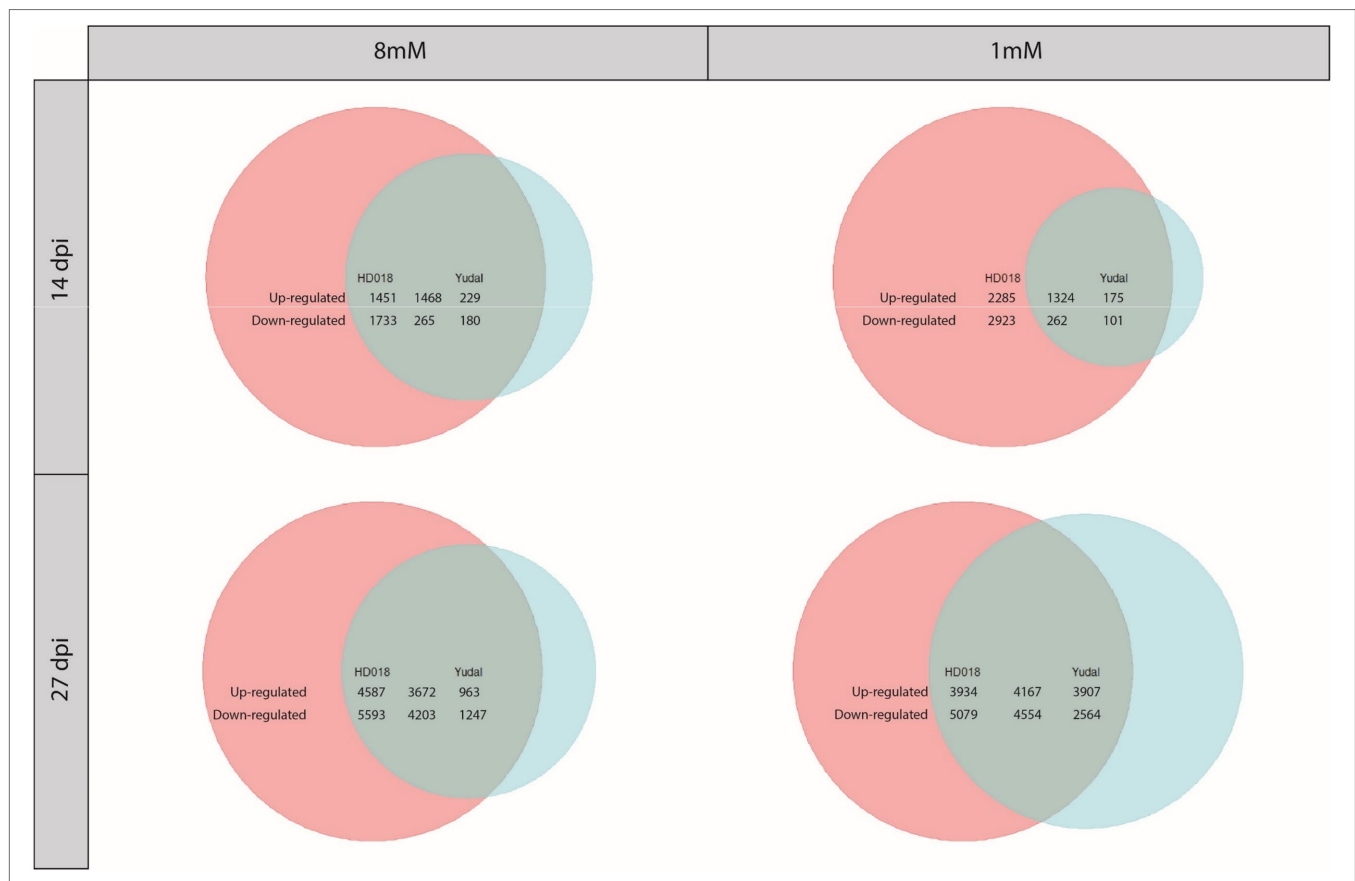 8mM 1mM
14 dpi
HD018 Yudal
Up-regulated 1451 1468 229
Down-regulated 1733 265 180
HD018 Yudal
Up-regulated 2285 1324 175
Down-regulated 2923 262 101
27 dpi
HD018 Yudal
Up-regulated 4587 3672 963
Down-regulated 5593 4203 1247
HD018 Yudal
Up-regulated 3934 4167 3907
Down-regulated 5079 4554 2564